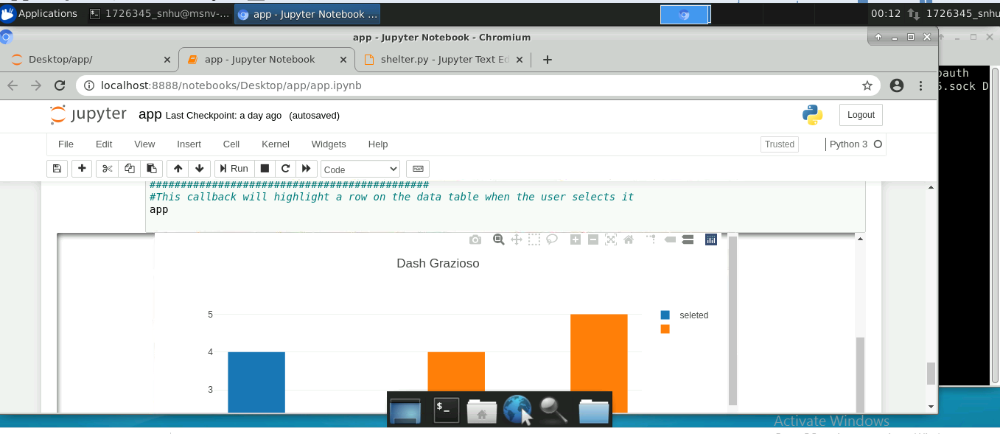 Applications 1726345_snhu@msnv-... app - Jupyter Notebook ... 00:12 1726345_snhu
app - Jupyter Notebook - Chromium
Desktop/app/ app - Jupyter Notebook shelter.py - Jupyter Text Ed
localhost:8888/notebooks/Desktop/app/app.ipynb
oauth
6.sock D
jupyter app Last Checkpoint: a day ago (autosaved) Logout
File Edit View Insert Cell Kernel Widgets Help Trusted Python 3
Run Code
#############################################
#This callback will highlight a row on the data table when the user selects it
app
Dash Grazioso
5
4
3
seleted
$_
Activate Windows